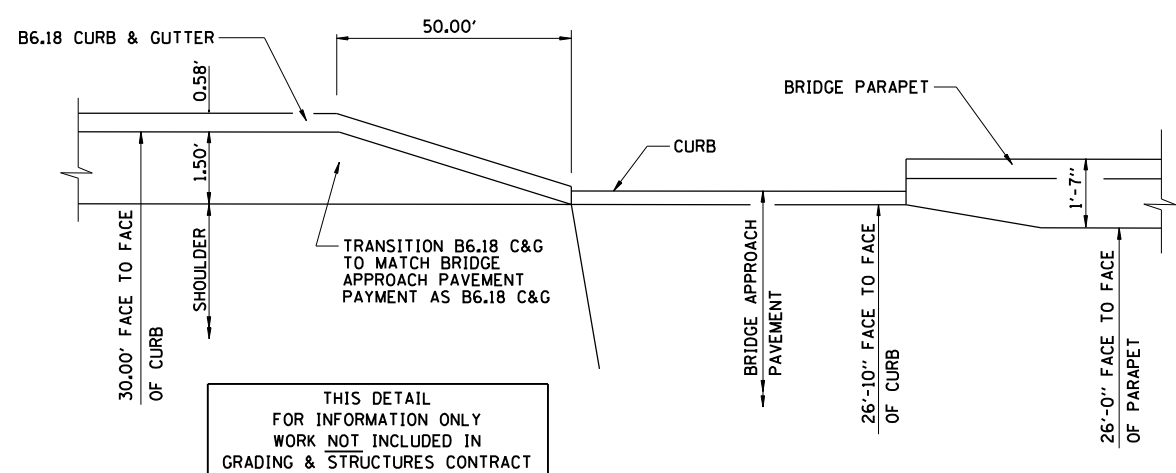 50.00'
B6.18 CURB & GUTTER
0.58'
BRIDGE PARAPET
CURB
1.50'
1'-7"
TRANSITION B6.18 C&G
TO MATCH BRIDGE
APPROACH PAVEMENT
PAYMENT AS B6.18 C&G
30.00' FACE TO FACE
OF CURB
SHOULDER
BRIDGE APPROACH
PAVEMENT
26'-10" FACE TO FACE
OF CURB
26'-0" FACE TO FACE
OF PARAPET
THIS DETAIL
FOR INFORMATION ONLY
WORK NOT INCLUDED IN
GRADING & STRUCTURES CONTRACT